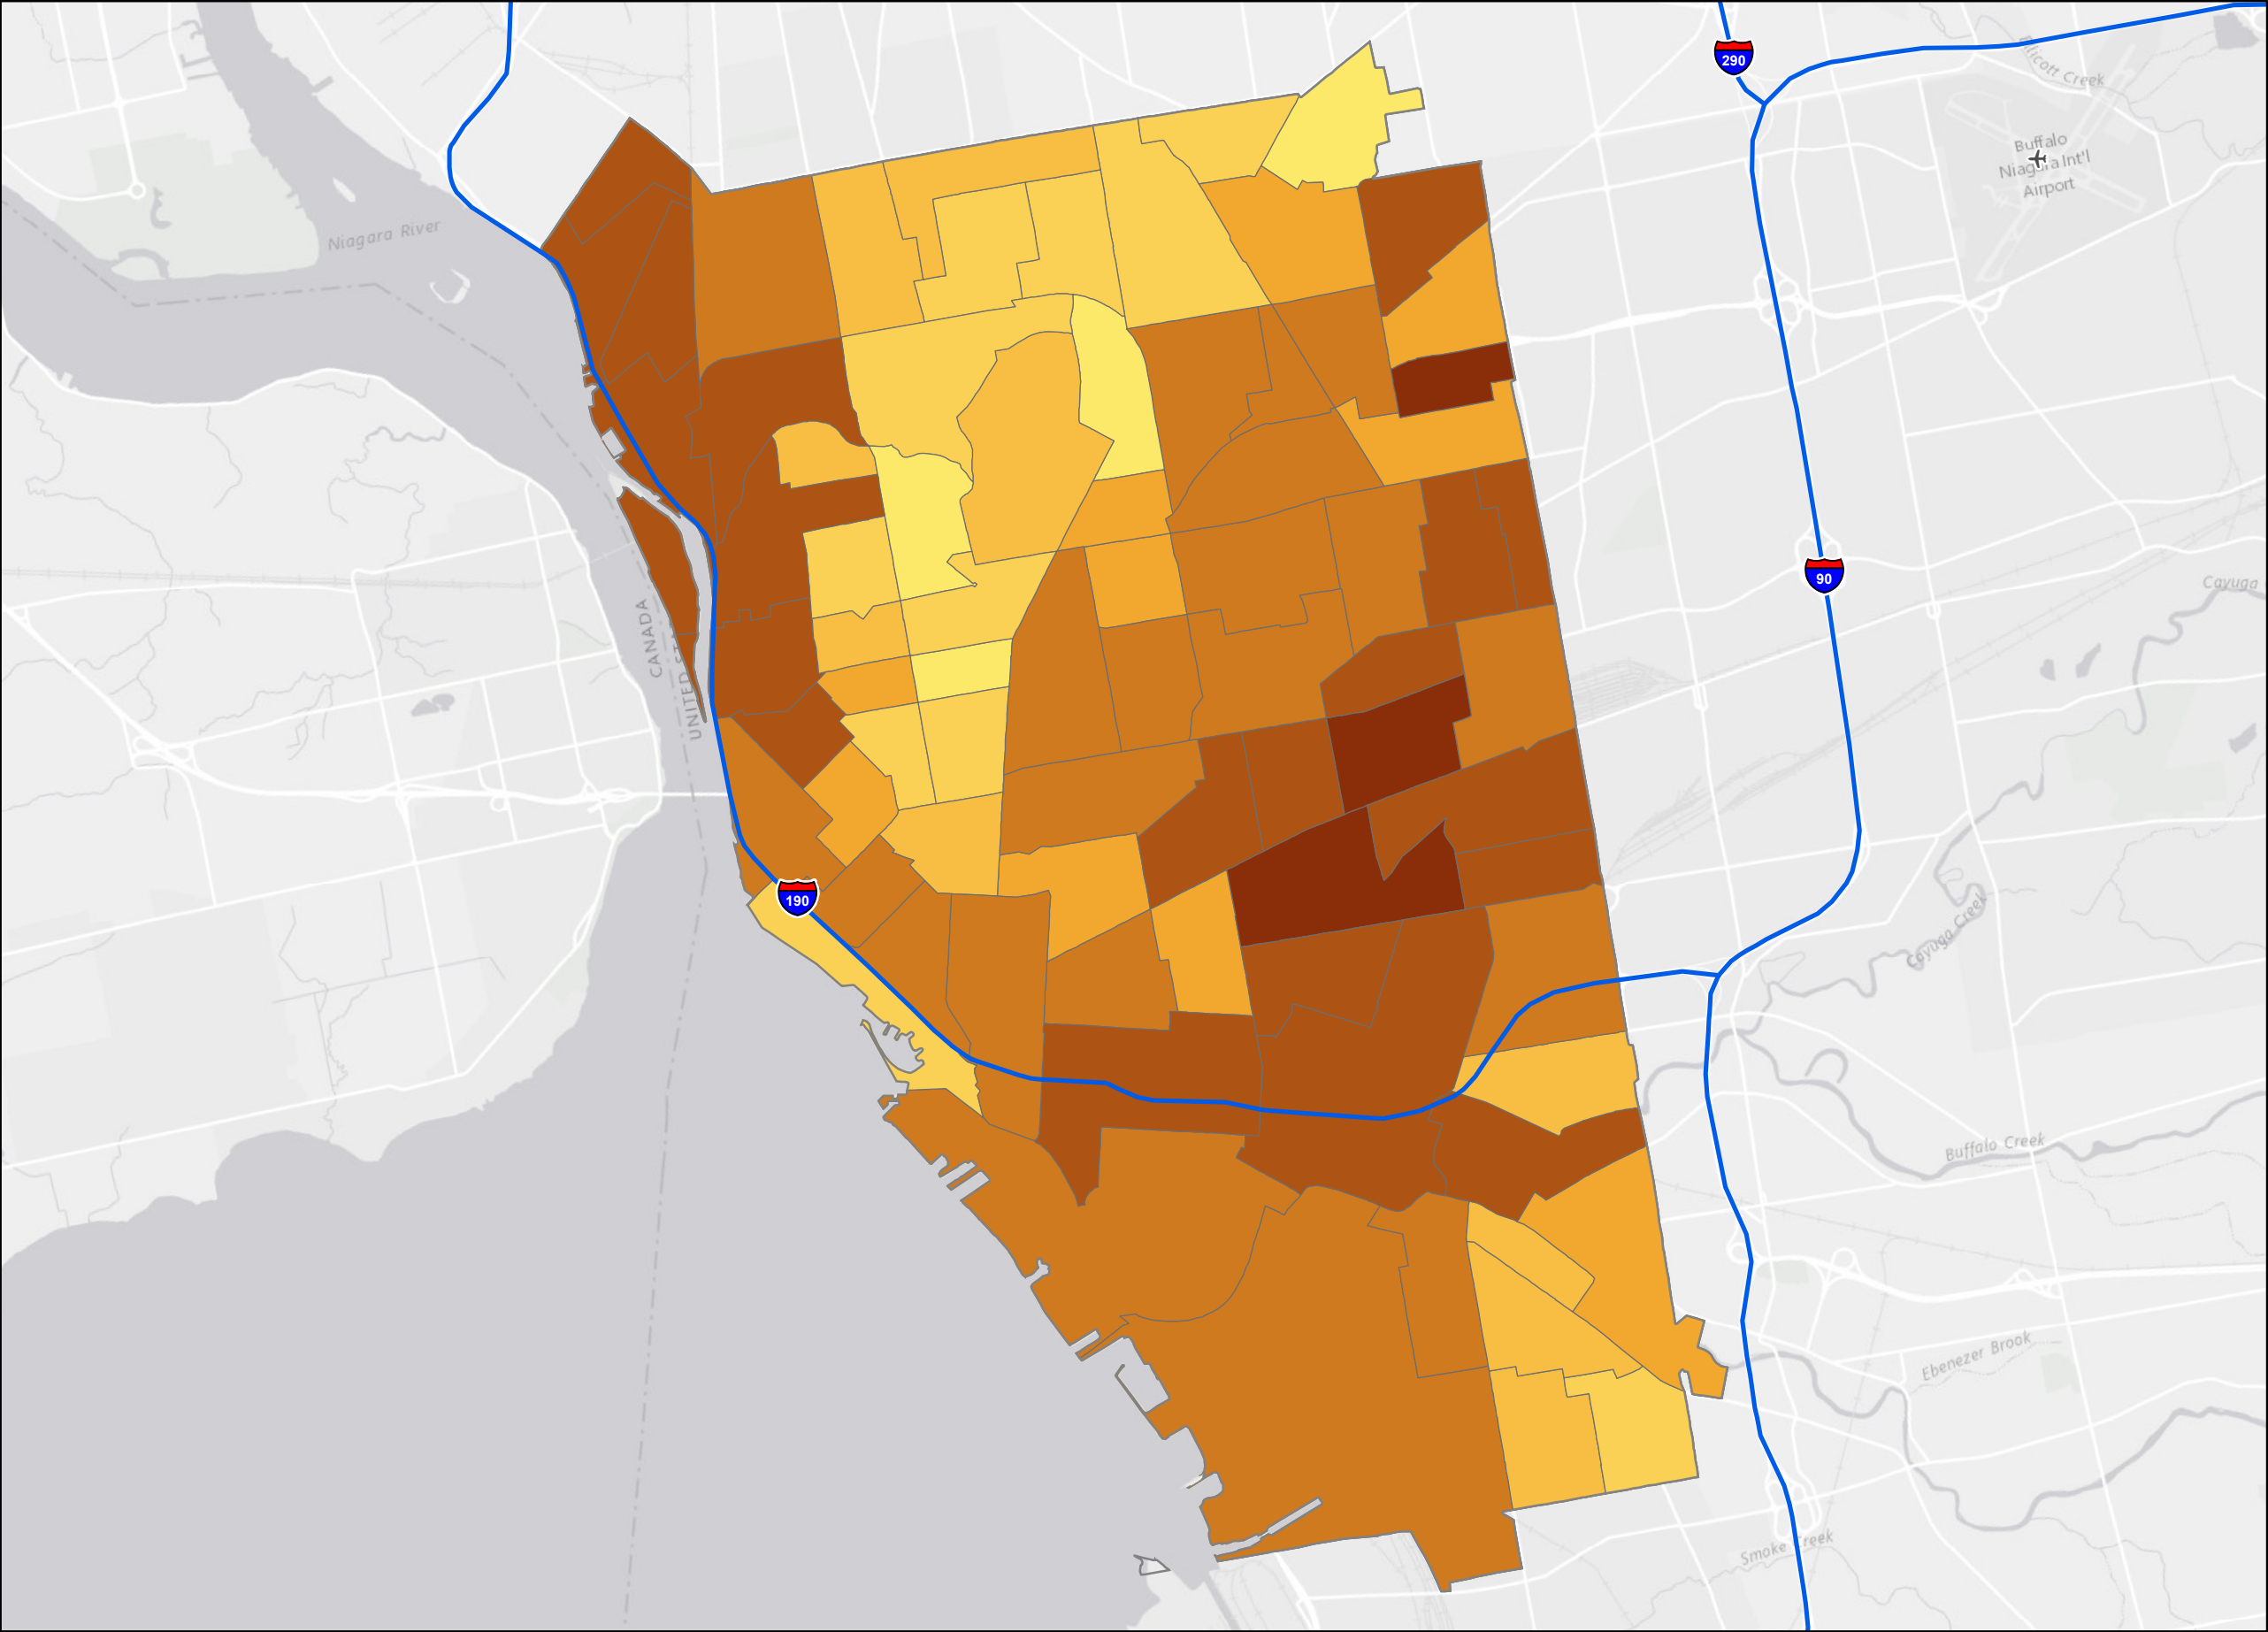 290
Ellicott Creek
Buffalo
Niagara Int'l
Airport
Niagara River
90
Cayuga
CANADA
UNITED ST
190
Cayuga Creek
Buffalo Creek
Ebenezer Brook
Smoke Creek